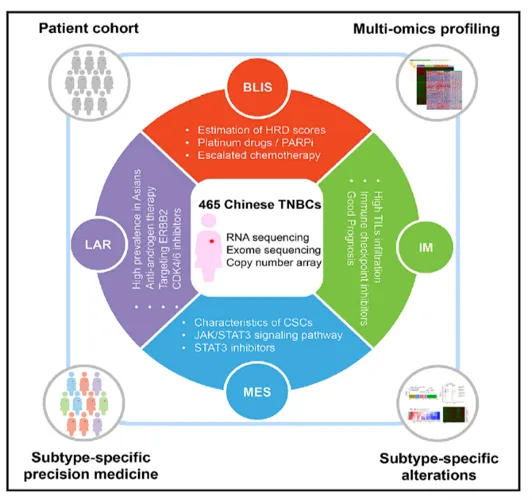 Patient cohort
Multi-omics profiling
BLIS
• Estimation of HRD scores
• Platinum drugs / PARPi
• Escalated chemotherapy
LAR
• High prevalence in Asians
• Anti-androgen therapy
• Targeting ERBB2
• CDK4/6 inhibitors
465 Chinese TNBCs
RNA sequencing
Exome sequencing
Copy number array
• High TILs infiltration
• Immune checkpoint inhibitors
• Good Prognosis
IM
• Characteristics of CSCs
• JAK/STAT3 signaling pathway
• STAT3 inhibitors
MES
Subtype-specific
precision medicine
Subtype-specific
alterations